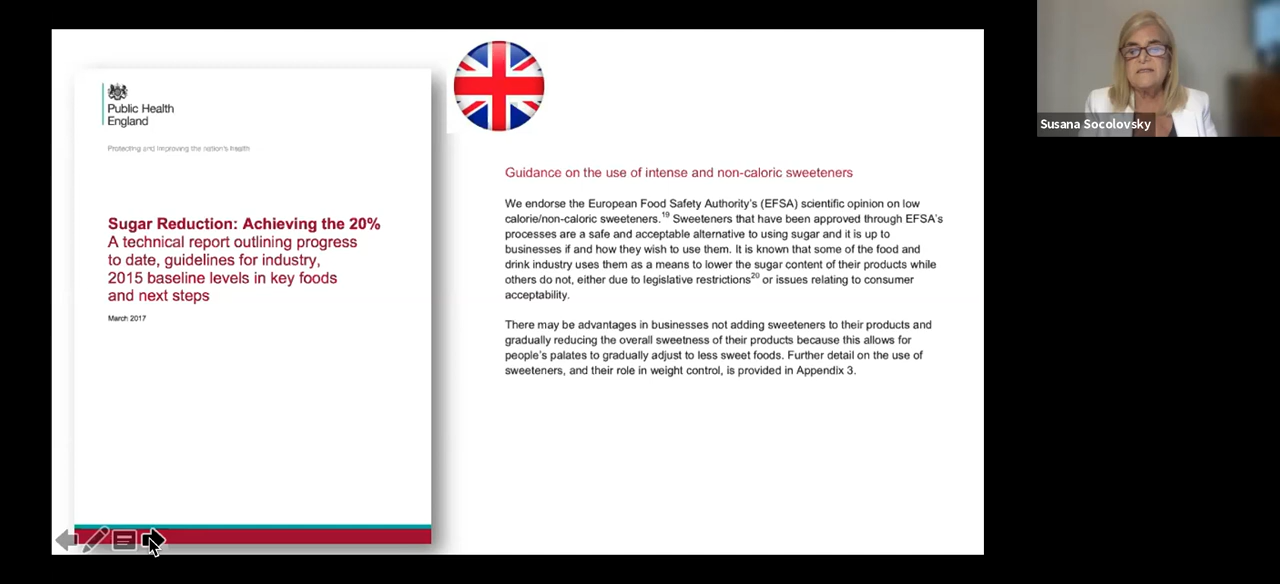 Public Health
England
Protecting and improving the nation's health
Sugar Reduction: Achieving the 20%
A technical report outlining progress
to date, guidelines for industry,
2015 baseline levels in key foods
and next steps
March 2017
Guidance on the use of intense and non-caloric sweeteners
We endorse the European Food Safety Authority's (EFSA) scientific opinion on low
calorie/non-caloric sweeteners.19 Sweeteners that have been approved through EFSA's
processes are a safe and acceptable alternative to using sugar and it is up to
businesses if and how they wish to use them. It is known that some of the food and
drink industry uses them as a means to lower the sugar content of their products while
others do not, either due to legislative restrictions20 or issues relating to consumer
acceptability.
There may be advantages in businesses not adding sweeteners to their products and
gradually reducing the overall sweetness of their products because this allows for
people's palates to gradually adjust to less sweet foods. Further detail on the use of
sweeteners, and their role in weight control, is provided in Appendix 3.
Susana Socolovsky